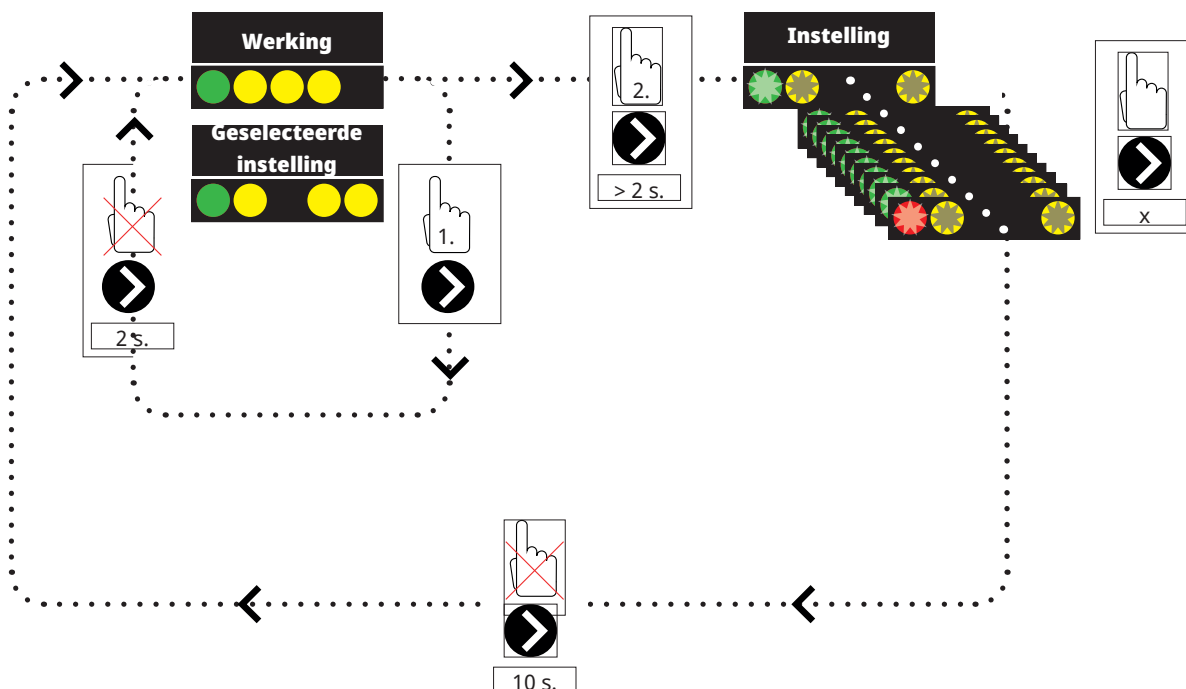 Werking
Instelling
2.
Geselecteerde
instelling
> 2 s.
x
1.
2 s.
10 s.